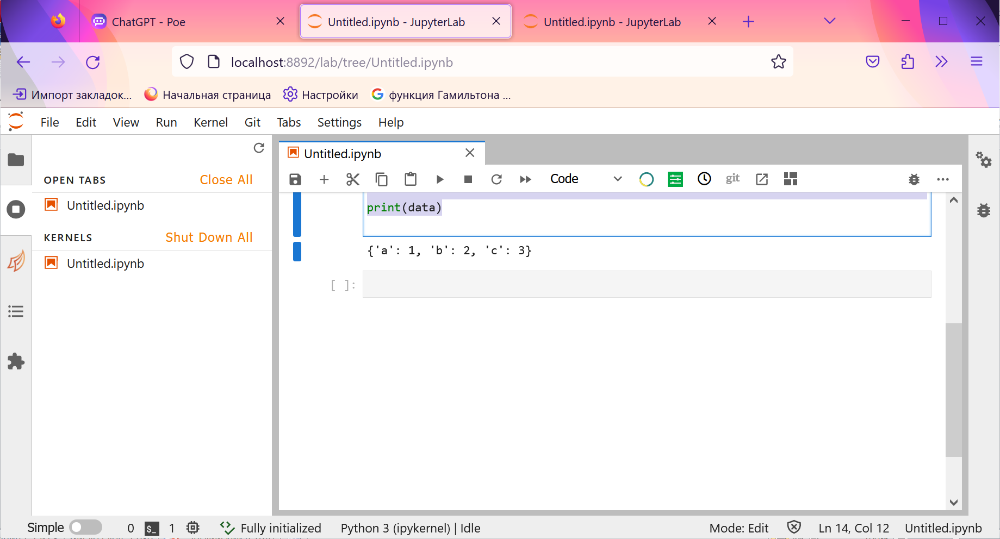 ChatGPT - Poe
Untitled.ipynb - JupyterLab
Untitled.ipynb - JupyterLab
localhost:8892/lab/tree/Untitled.ipynb
Импорт закладок...
Начальная страница
Настройки
функция Гамильтона ...
File Edit View Run Kernel Git Tabs Settings Help
OPEN TABS Close All
Untitled.ipynb
KERNELS Shut Down All
Untitled.ipynb
Untitled.ipynb
Code
git
print(data)
{'a': 1, 'b': 2, 'c': 3}
[ ]:
Simple 0 $_ 1 Fully initialized Python 3 (ipykernel) | Idle Mode: Edit Ln 14, Col 12 Untitled.ipynb